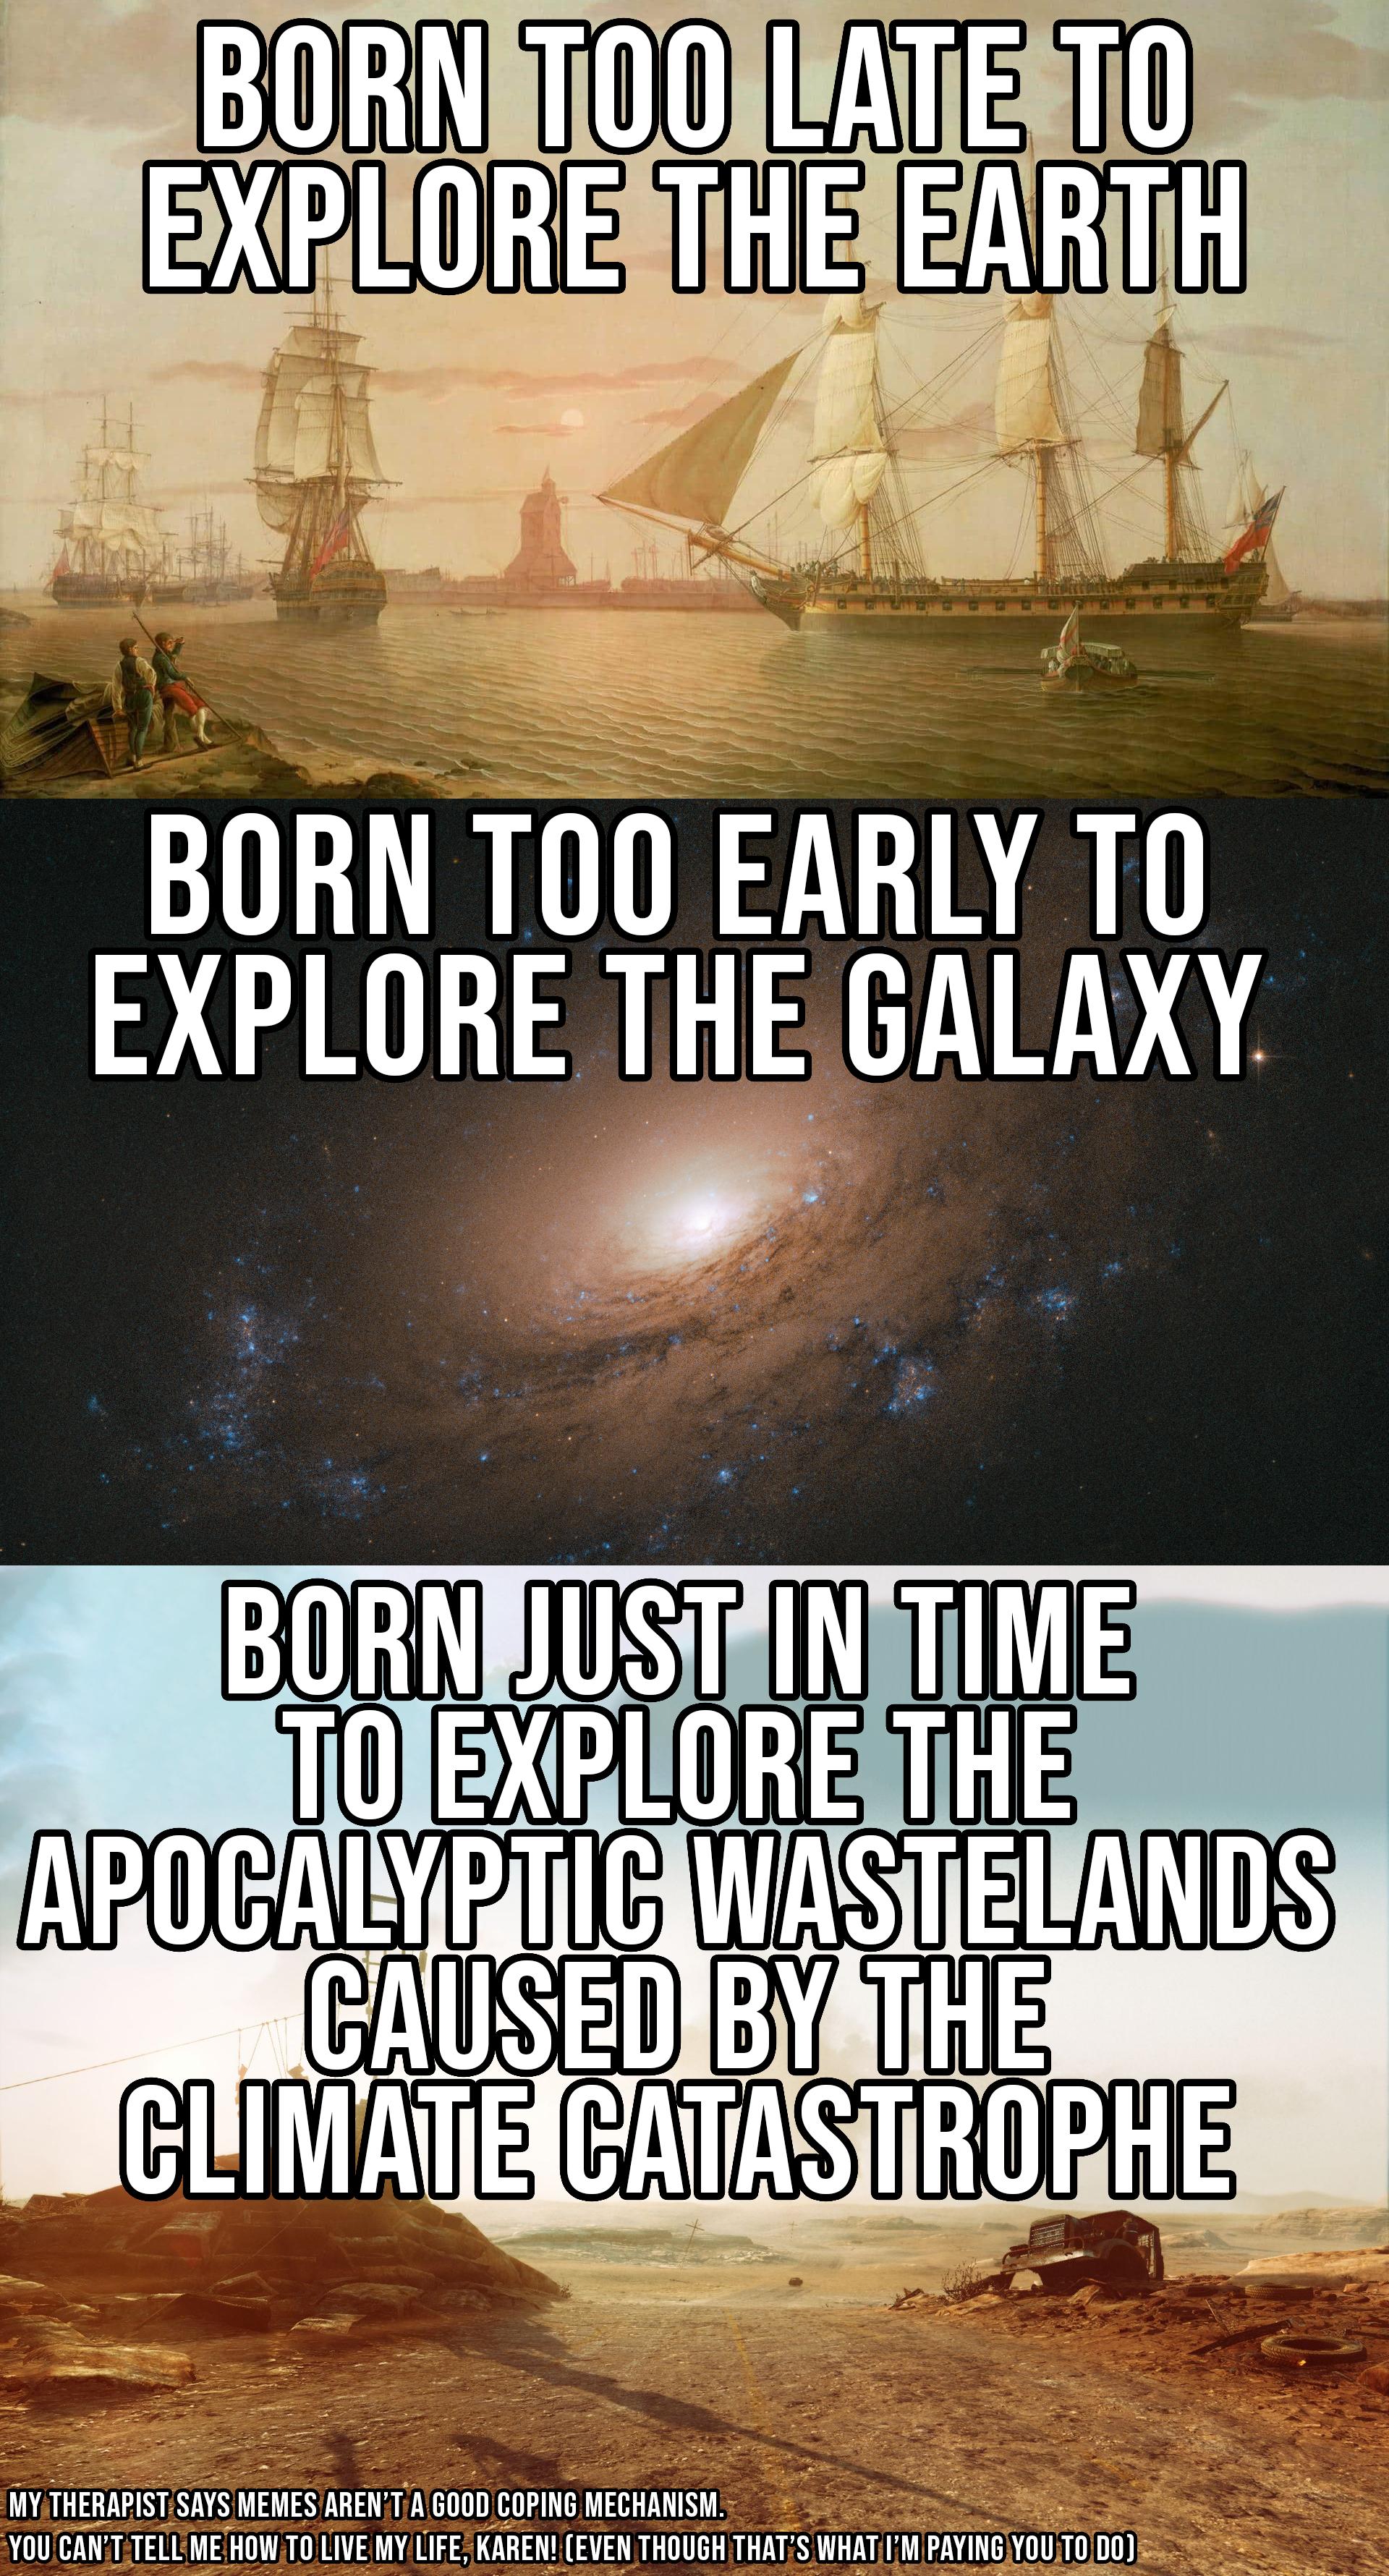 BORN TOO LATE TO
EXPLORE THE EARTH
BORN TOO EARLY TO
EXPLORE THE GALAXY
BORN JUST IN TIME
TO EXPLORE THE
APOCALYPTIC WASTELANDS
CAUSED BY THE
CLIMATE CATASTROPHE
MY THERAPIST SAYS MEMES AREN'T A GOOD COPING MECHANISM.
YOU CAN'T TELL ME HOW TO LIVE MY LIFE, KAREN! (EVEN THOUGH THAT'S WHAT I'M PAYING YOU TO DO)